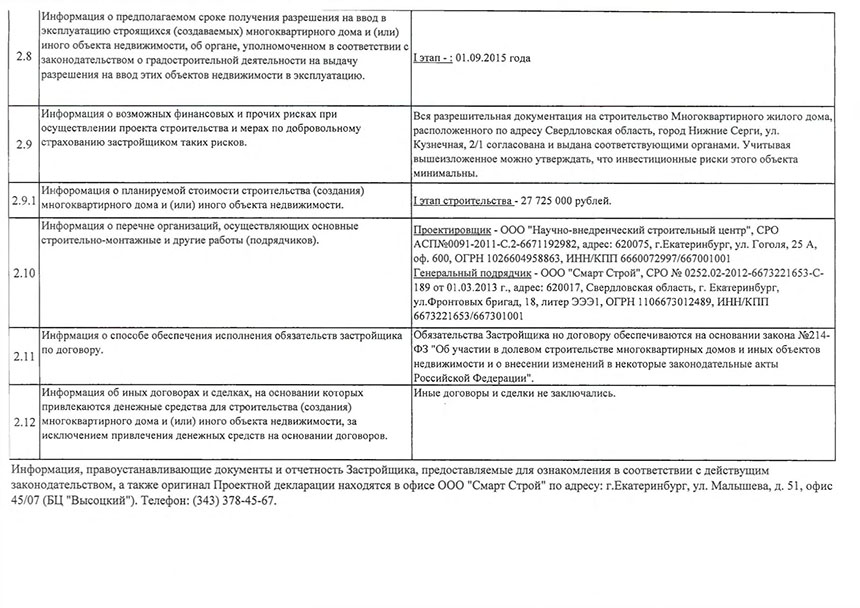 2.8
Информация о предполагаемом сроке получения разрешения на ввод в
эксплуатацию строящихся (создаваемых) многоквартирного дома и (или)
иного объекта недвижимости, об органе, уполномоченном в соответствии с
законодательством о градостроительной деятельности на выдачу
разрешения на ввод этих объектов недвижимости в эксплуатацию.
I этап - : 01.09.2015 года
2.9
Информация о возможных финансовых и прочих рисках при
осуществлении проекта строительства и мерах по добровольному
страхованию застройщиком таких рисков.
Вся разрешительная документация на строительство Многоквартирного жилого дома,
расположенного по адресу Свердловская область, город Нижние Серги, ул.
Кузнечная, 2/1 согласована и выдана соответствующими органами. Учитывая
вышеизложенное можно утверждать, что инвестиционные риски этого объекта
минимальны.
2.9.1
Инфоромация о планируемой стоимости строительства (создания)
многоквартирного дома и (или) иного объекта недвижимости.
I этап строительства - 27 725 000 рублей.
2.10
Информация о перечне организаций, осуществляющих основные
строительно-монтажные и другие работы (подрядчиков).
Проектировщик - ООО "Научно-внедренческий строительный центр", СРО
АСП№0091-2011-С.2-6671192982, адрес: 620075, г.Екатеринбург, ул. Гоголя, 25 А,
оф. 600, ОГРН 1026604958863, ИНН/КПП 6660072997/667001001
Генеральный подрядчик - ООО "Смарт Строй", СРО № 0252.02-2012-6673221653-С-
189 от 01.03.2013 г., адрес: 620017, Свердловская область, г. Екатеринбург,
ул.Фронтовых бригад, 18, литер ЭЭЭ1, ОГРН 1106673012489, ИНН/КПП
6673221653/667301001
2.11
Инфрмация о способе обеспечения исполнения обязательств застройщика
по договору.
Обязательства Застройщика но договору обеспечиваются на основании закона №214-
ФЗ "Об участии в долевом строительстве многоквартирных домов и иных объектов
недвижимости и о внесении изменений в некоторые законодательные акты
Российской Федерации".
2.12
Информация об иных договорах и сделках, на основании которых
привлекаются денежные средства для строительства (создания)
многоквартирного дома и (или) иного объекта недвижимости, за
исключением привлечения денежных средств на основании договоров.
Иные договоры и сделки не заключались.
Информация, правоустанавливающие документы и отчетность Застройщика, предоставляемые для ознакомления в соответствии с действущим
законодательством, а также оригинал Проектной декларации находятся в офисе ООО "Смарт Строй" по адресу: г.Екатеринбург, ул. Малышева, д. 51, офис
45/07 (БЦ "Высоцкий"). Телефон: (343) 378-45-67.